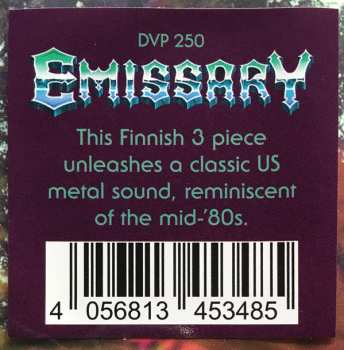 DVP 250
EMISSARY
This Finnish 3 piece
unleashes a classic US
metal sound, reminiscent
of the mid-'80s.
4 056813 453485